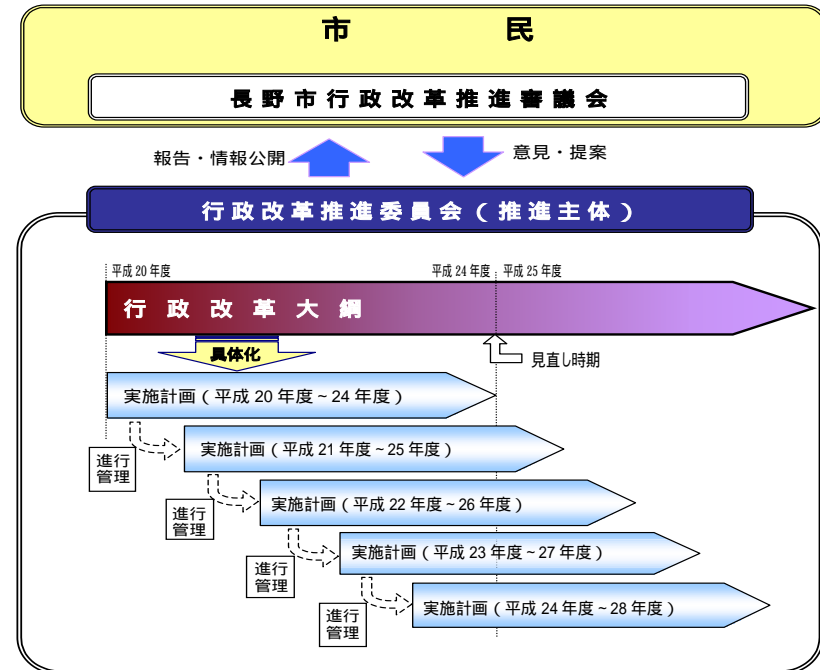 市 民
長野市行政改革推進審議会
報告・情報公開
意見・提案
行政改革推進委員会(推進主体)
平成20年度
平成24年度
平成25年度
行政改革大綱
具体化
見直し時期
実施計画(平成20年度~24年度)
進行
管理
実施計画(平成21年度~25年度)
進行
管理
実施計画(平成22年度~26年度)
進行
管理
実施計画(平成23年度~27年度)
進行
管理
実施計画(平成24年度~28年度)